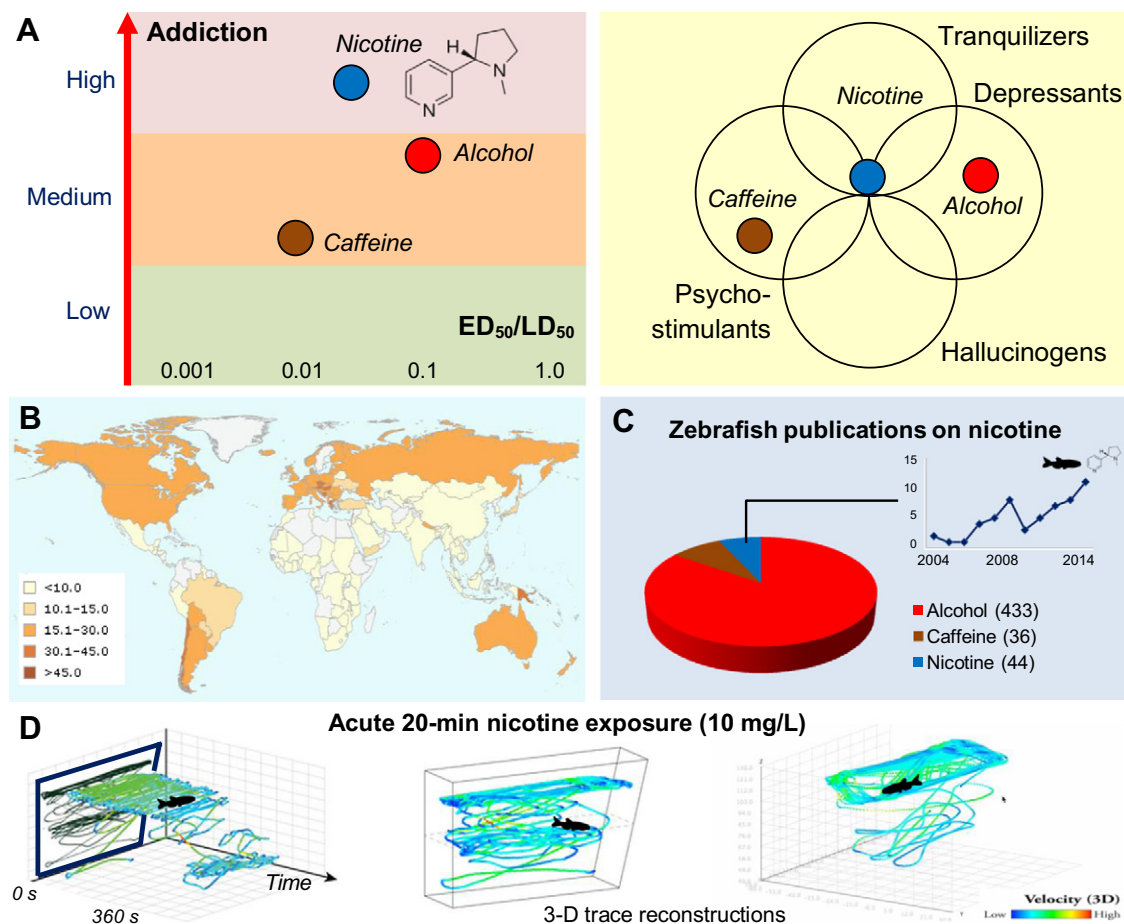 A
Addiction
High
Medium
Low
Nicotine
H
N
N
Alcohol
Caffeine
ED₅₀/LD₅₀
0.001 0.01 0.1 1.0
Tranquilizers
Depressants
Nicotine
Caffeine
Alcohol
Psycho-
stimulants
Hallucinogens
B
<10.0
10.1-15.0
15.1-30.0
30.1-45.0
>45.0
C
Zebrafish publications on nicotine
15
10
5
0
2004 2008 2014
Alcohol (433)
Caffeine (36)
Nicotine (44)
D
Acute 20-min nicotine exposure (10 mg/L)
0 s
360 s
Time
3-D trace reconstructions
Velocity (3D)
Low High